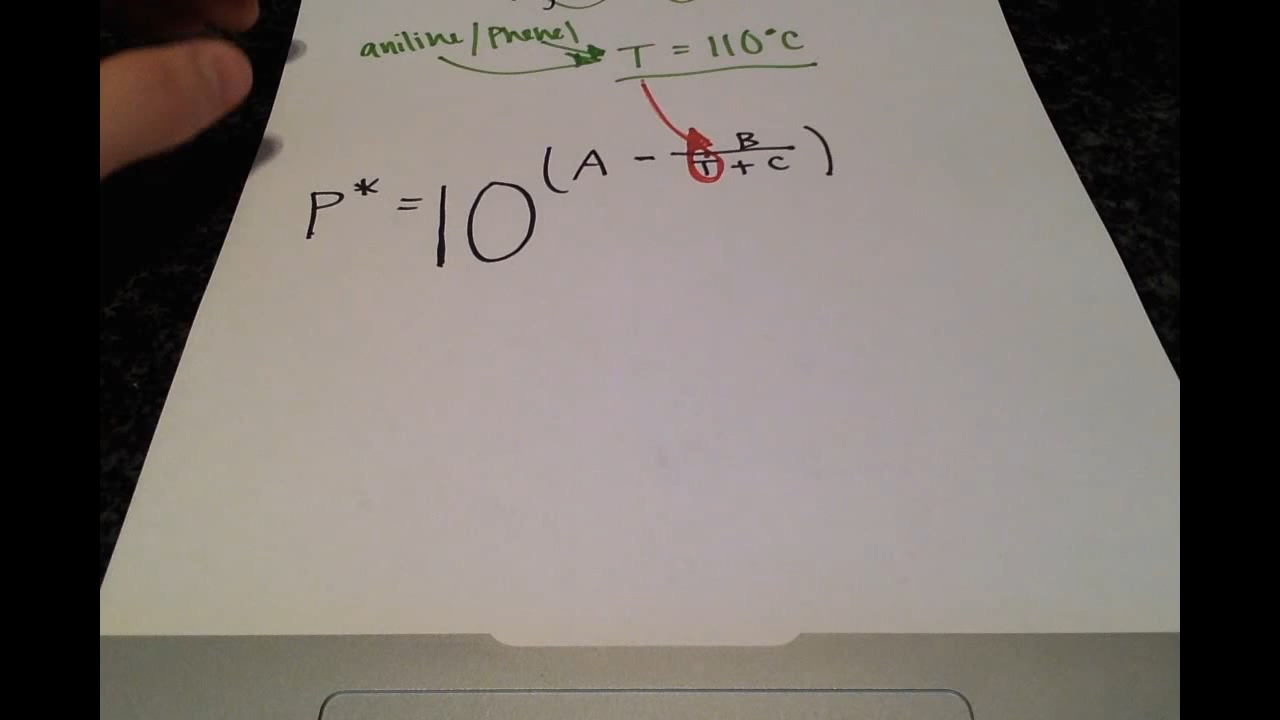 aniline/Phenol T = 110°C
P* = 10^(A - B/(T + C))